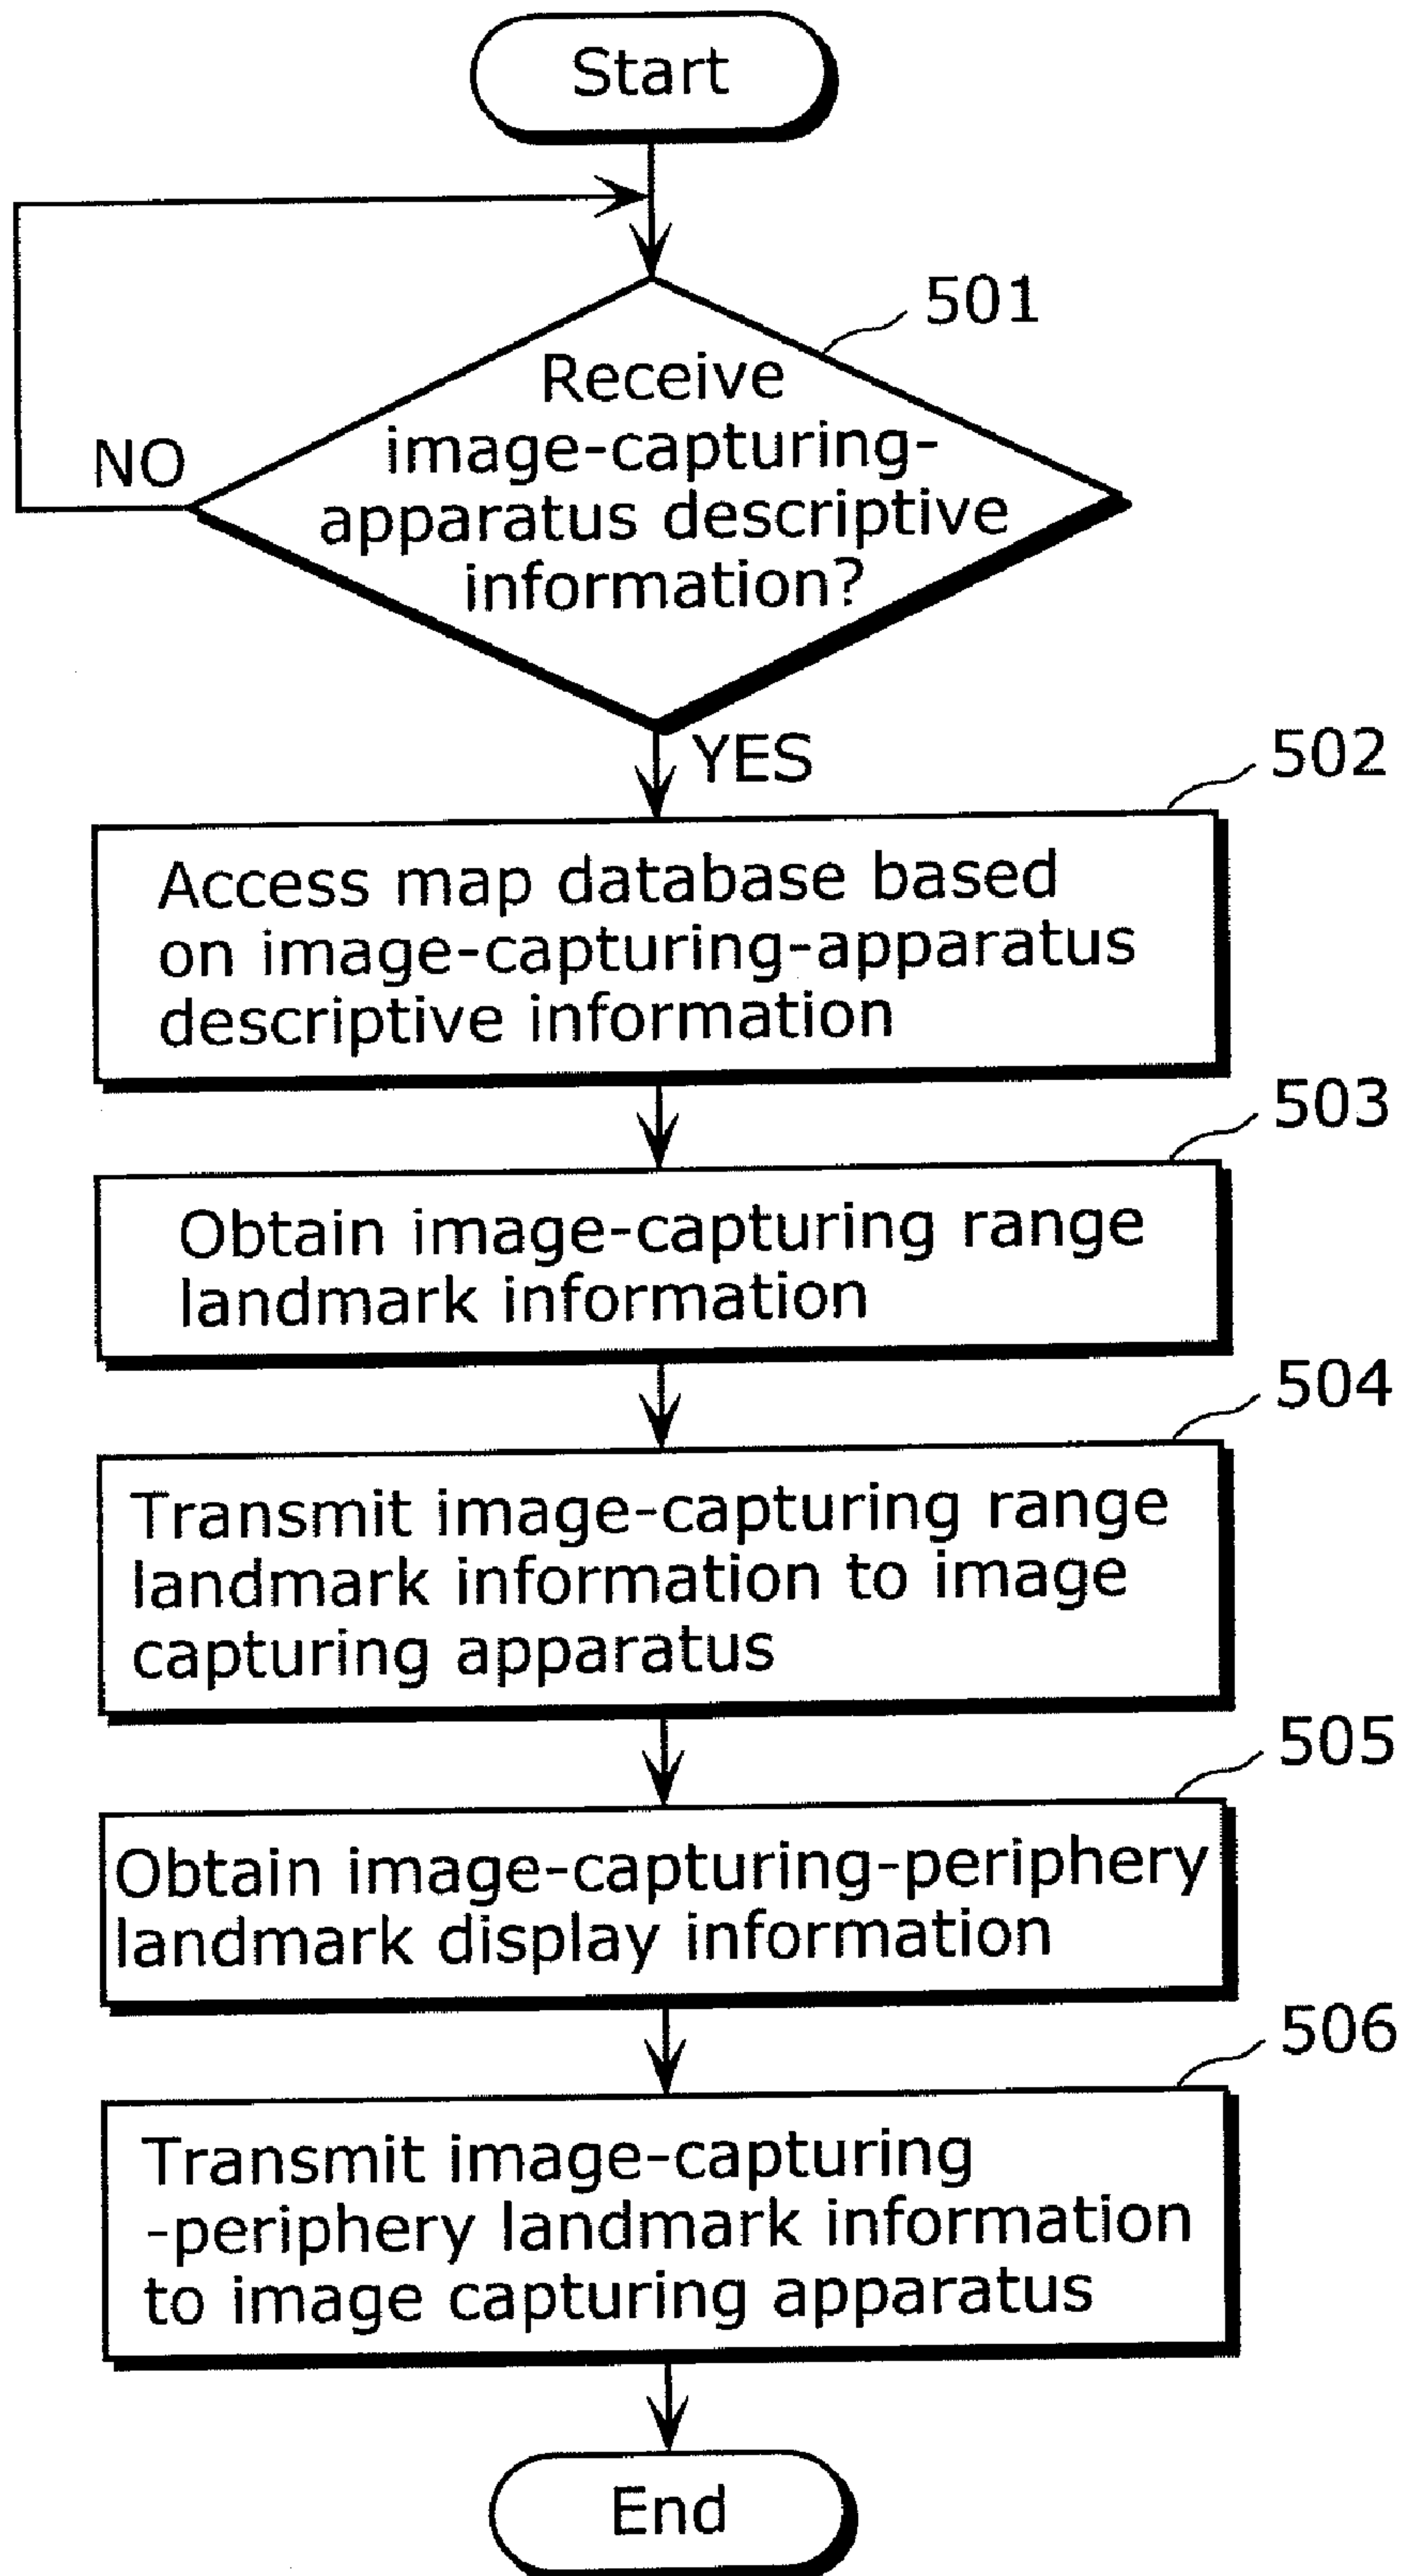 Start
501
Receive
image-capturing-
apparatus descriptive
information?
NO
YES
502
Access map database based
on image-capturing-apparatus
descriptive information
503
Obtain image-capturing range
landmark information
504
Transmit image-capturing range
landmark information to image
capturing apparatus
505
Obtain image-capturing-periphery
landmark display information
506
Transmit image-capturing
-periphery landmark information
to image capturing apparatus
End